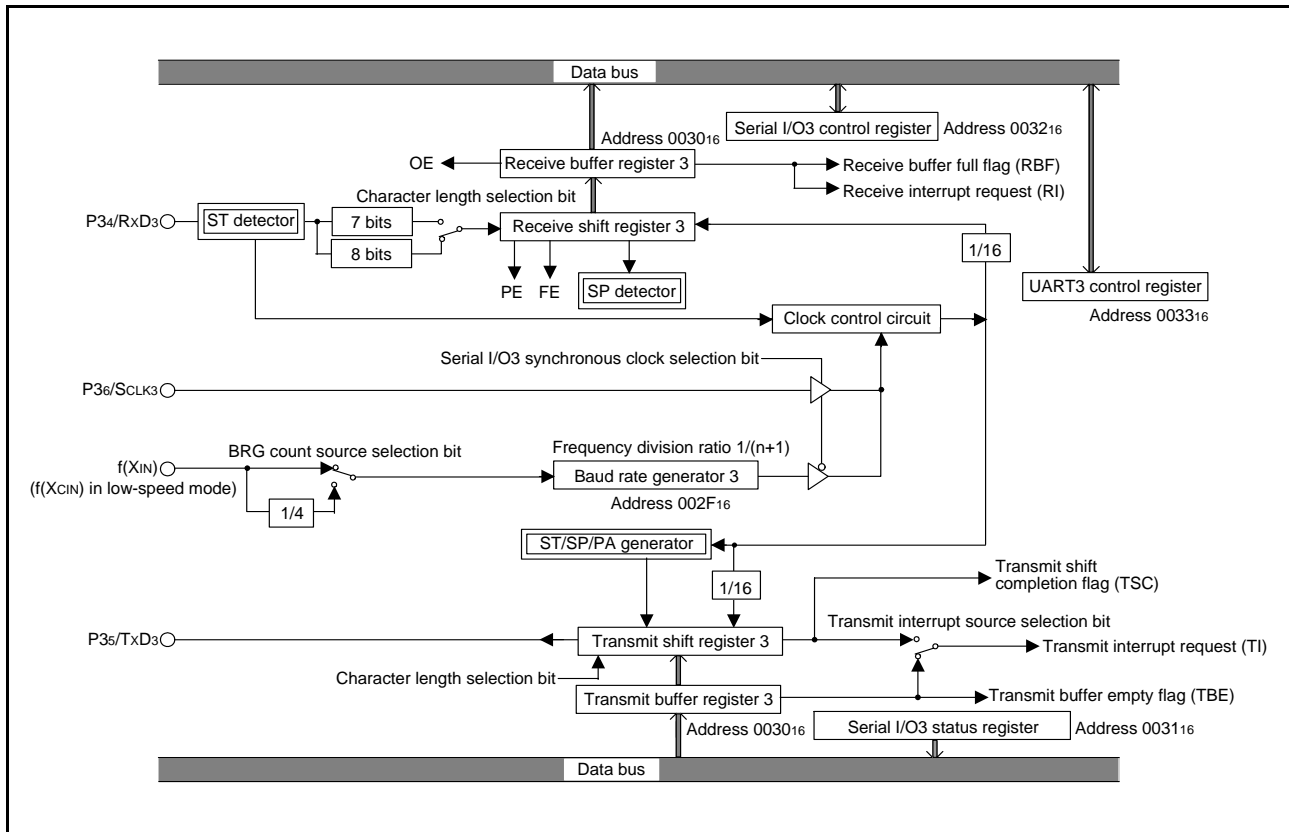 Data bus
Serial I/O3 control register
Address 003216
Address 003016
OE
Receive buffer register 3
Receive buffer full flag (RBF)
Receive interrupt request (RI)
Character length selection bit
P34/RXD3
ST detector
7 bits
8 bits
Receive shift register 3
1/16
PE
FE
SP detector
UART3 control register
Address 003316
Clock control circuit
Serial I/O3 synchronous clock selection bit
P36/SCLK3
BRG count source selection bit
Frequency division ratio 1/(n+1)
f(XIN)
(f(XCIN) in low-speed mode)
Baud rate generator 3
Address 002F16
1/4
ST/SP/PA generator
1/16
Transmit shift
completion flag (TSC)
Transmit interrupt source selection bit
P35/TXD3
Transmit shift register 3
Transmit interrupt request (TI)
Character length selection bit
Transmit buffer register 3
Transmit buffer empty flag (TBE)
Address 003016
Serial I/O3 status register
Address 003116
Data bus